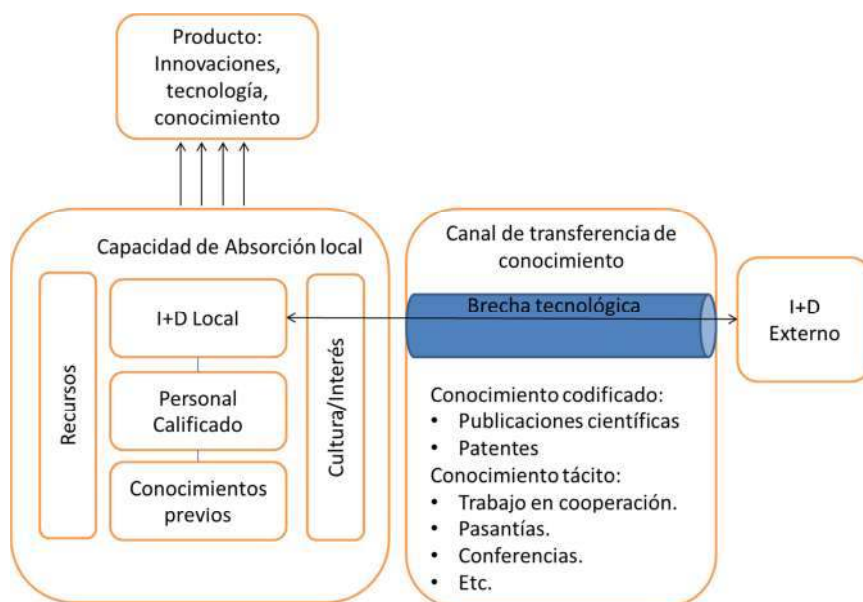 Producto:
Innovaciones,
tecnología,
conocimiento
Capacidad de Absorción local
Recursos
I+D Local
Personal
Calificado
Conocimientos
previos
Cultura/Interés
Canal de transferencia de
conocimiento
Brecha tecnológica
Conocimiento codificado:
• Publicaciones científicas
• Patentes
Conocimiento tácito:
• Trabajo en cooperación.
• Pasantías.
• Conferencias.
• Etc.
I+D
Externo